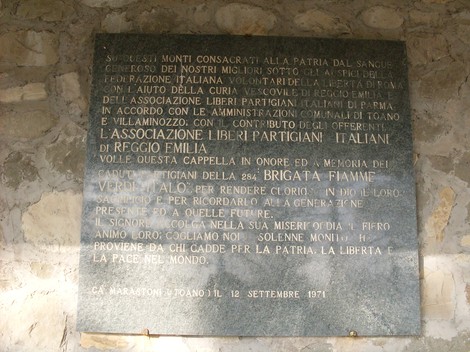 SU QUESTI MONTI CONSACRATI ALLA PATRIA DAL SANGUE
GENEROSO DEI NOSTRI MIGLIORI SOTTO GLI AUSPICI DELLA
FEDERAZIONE ITALIANA VOLONTARI DELLA LIBERTA DI ROMA
CON L'AIUTO DELLA CURIA VESCOVILE DI REGGIO EMILIA
DELL'ASSOCIAZIONE LIBERI PARTIGIANI ITALIANI DI PARMA
IN ACCORDO CON LE AMMINISTRAZIONI COMUNALI DI TOANO
E VILLAMINOZZO, CON IL CONTRIBUTO DEGLI OFFERENTI
L'ASSOCIAZIONE LIBERI PARTIGIANI ITALIANI
DI REGGIO EMILIA
VOLLE QUESTA CAPPELLA IN ONORE ED A MEMORIA DEI
CADUTI PARTIGIANI DELLA 284ª BRIGATA FIAMME
VERDI "ITALO" PER RENDERE GLORIOSO IN DIO IL LORO
SACRIFICIO E PER RICORDARLO ALLA GENERAZIONE
PRESENTE ED A QUELLE FUTURE.
IL SIGNORE ACCOLGA NELLA SUA MISERICORDIA IL FIERO
ANIMO LORO, COGLIAMO NOI IL SOLENNE MONITO CHE
PROVIENE DA CHI CADDE PER LA PATRIA, LA LIBERTÀ E
LA PACE NEL MONDO.
CA' MARASTONI (TOANO) IL 12 SETTEMBRE 1971